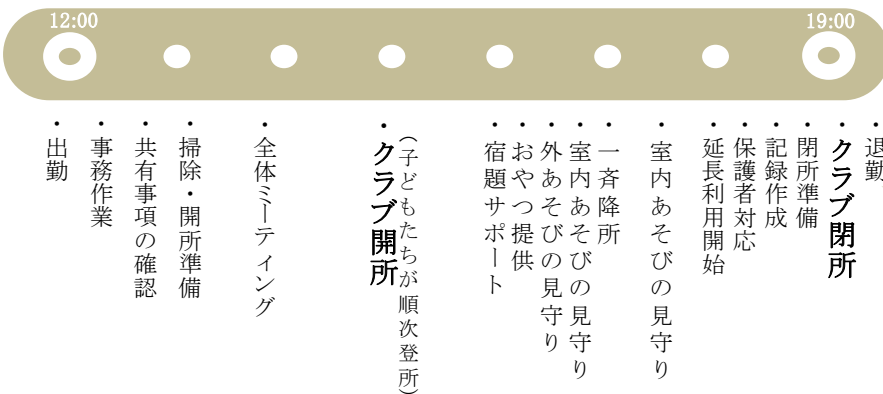 12:00
19:00
・出勤
・事務作業
・共有事項の確認
・掃除・開所準備
・全体ミーティング
・クラブ開所
（子どもたちが順次登所）
・宿題サポート
・おやつ提供
・外あそびの見守り
・室内あそびの見守り
・一斉降所
・室内あそびの見守り
・延長利用開始
・保護者対応
・記録作成
・閉所準備
・クラブ閉所
・退勤